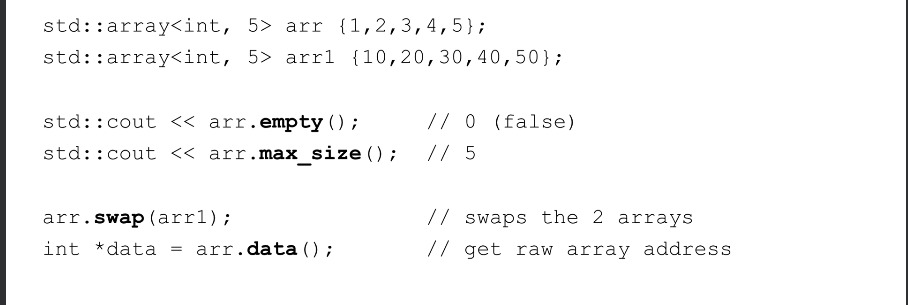 std::array<int, 5> arr {1,2,3,4,5};
std::array<int, 5> arr1 {10,20,30,40,50};
std::cout << arr.empty();     // 0 (false)
std::cout << arr.max_size();  // 5
arr.swap(arr1);               // swaps the 2 arrays
int *data = arr.data();       // get raw array address